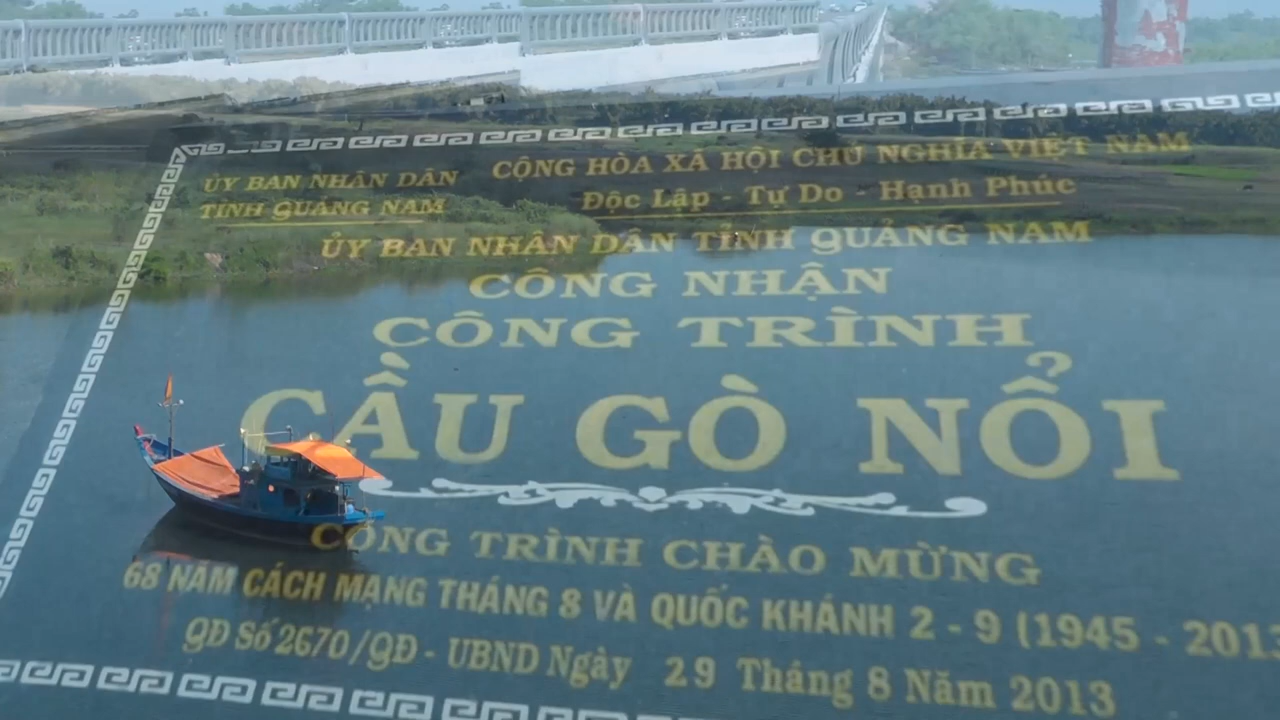 ỦY BAN NHÂN DÂN
TỈNH QUẢNG NAM
CỘNG HÒA XÃ HỘI CHỦ NGHĨA VIỆT NAM
Độc Lập - Tự Do - Hạnh Phúc
ỦY BAN NHÂN DÂN TỈNH QUẢNG NAM
CÔNG NHẬN
CÔNG TRÌNH
CẦU GÒ NỔI
CÔNG TRÌNH CHÀO MỪNG
68 NĂM CÁCH MẠNG THÁNG 8 VÀ QUỐC KHÁNH 2 - 9 (1945 - 2013
QĐ Số 2670/QĐ - UBND Ngày 29 Tháng 8 Năm 2013